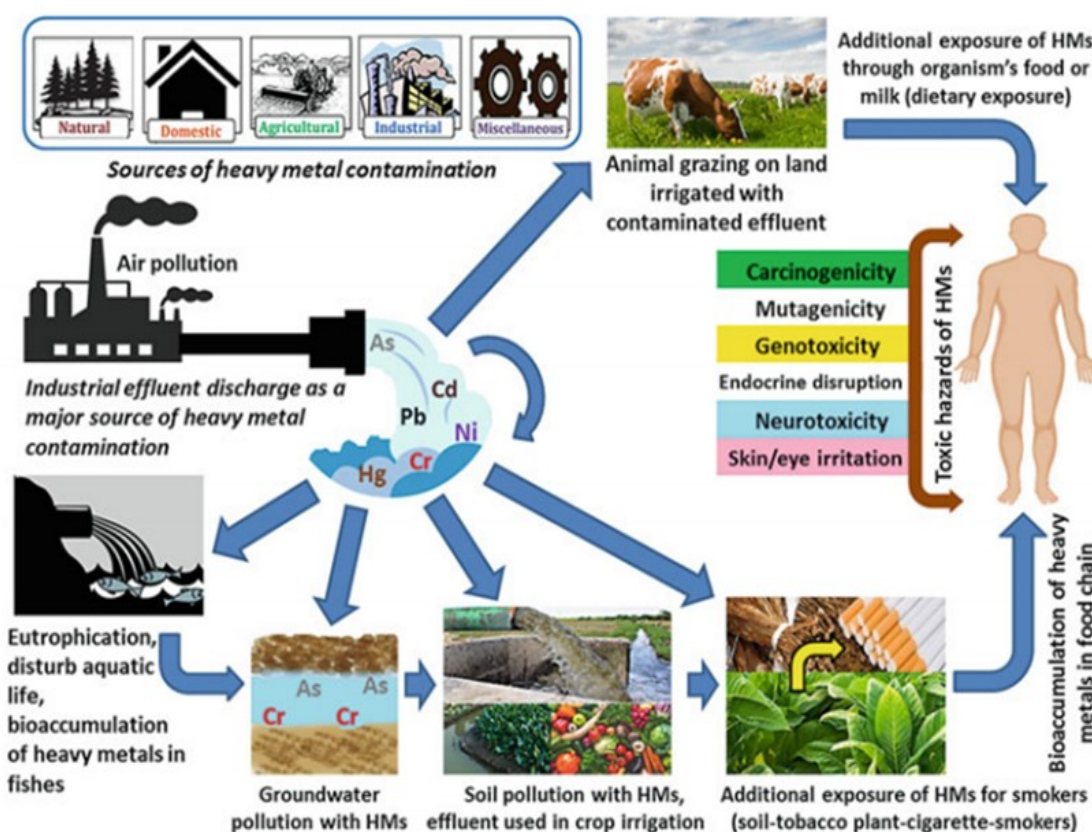 Natural
Domestic
Agricultural
Industrial
Miscellaneous
Sources of heavy metal contamination
Additional exposure of HMs
through organism's food or
milk (dietary exposure)
Animal grazing on land
irrigated with
contaminated effluent
Air pollution
Industrial effluent discharge as a
major source of heavy metal
contamination
As
Cd
Pb
Ni
Cr
Hg
Carcinogenicity
Mutagenicity
Genotoxicity
Endocrine disruption
Neurotoxicity
Skin/eye irritation
Toxic hazards of HMs
Eutrophication,
disturb aquatic
life,
bioaccumulation
of heavy metals in
fishes
As As
Cr Cr
Groundwater
pollution with HMs
Soil pollution with HMs,
effluent used in crop irrigation
Additional exposure of HMs for smokers
(soil-tobacco plant-cigarette-smokers)
Bioaccumulation of heavy
metals in food chain